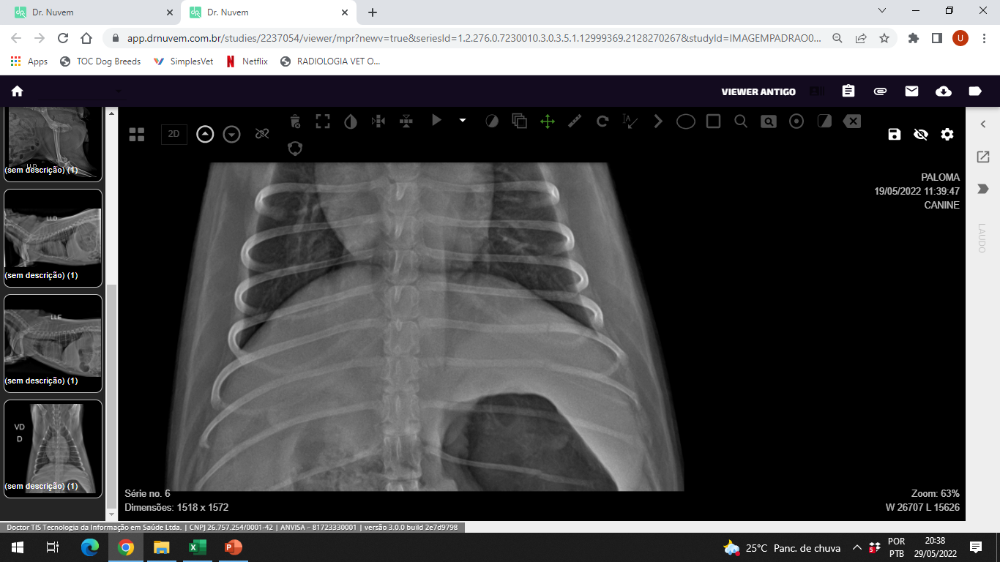 Dr. Nuvem
Dr. Nuvem
app.drnuvem.com.br/studies/2237054/viewer/mpr?newv=true&seriesId=1.2.276.0.7230010.3.0.3.5.1.12999369.2128270267&studyId=IMAGEMPADRAO0...
U
Apps
TOC Dog Breeds
SimplesVet
Netflix
RADIOLOGIA VET O...
VIEWER ANTIGO
2D
(sem descrição) (1)
LLD
(sem descrição) (1)
LLE
(sem descrição) (1)
VD
D
(sem descrição) (1)
PALOMA
19/05/2022 11:39:47
CANINE
LAUDO
Série no. 6
Dimensões: 1518 x 1572
Zoom: 63%
W 26707 L 15626
Doctor TIS Tecnologia da Informação em Saúde Ltda. | CNPJ 26.757.254/0001-42 | ANVISA – 81723330001 | versão 3.0.0 build 2e7d9798
25°C Panc. de chuva
POR
PTB
20:38
29/05/2022